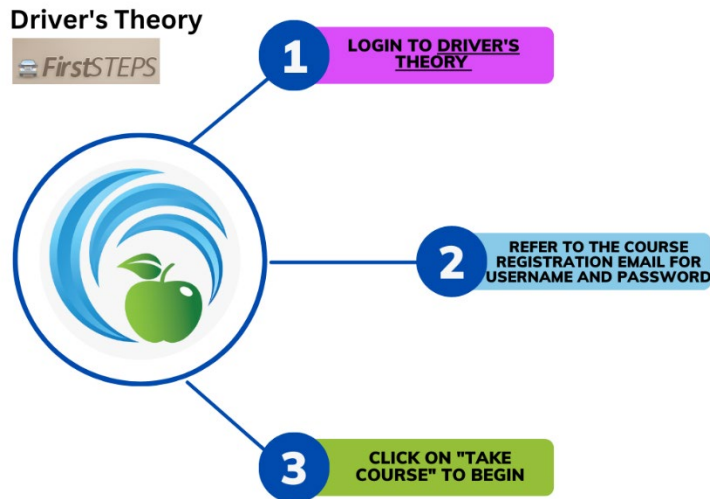 Driver's Theory
FirstSTEPS
1
LOGIN TO DRIVER'S
THEORY
2
REFER TO THE COURSE
REGISTRATION EMAIL FOR
USERNAME AND PASSWORD
3
CLICK ON "TAKE
COURSE" TO BEGIN